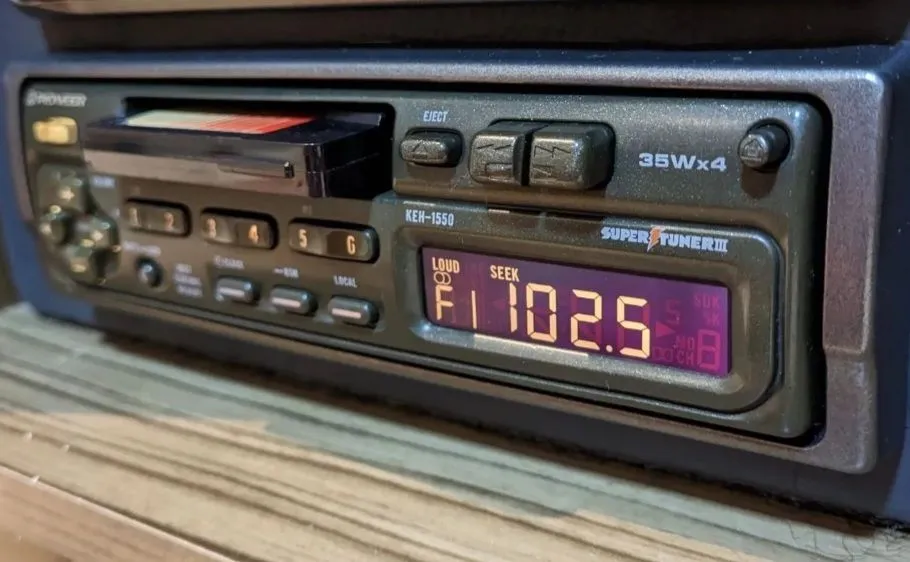 PIONEER
EJECT
35Wx4
1 2
3 4
5 6
KEH-1550
SUPER TUNER III
LOCAL
LOUD
SEEK
F1 102.5